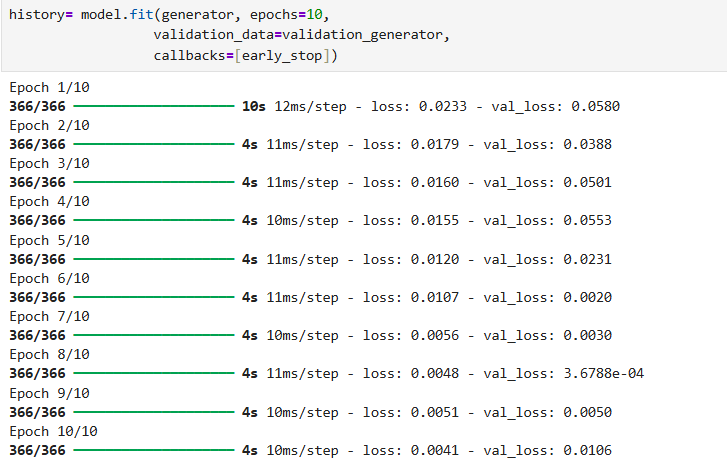 history= model.fit(generator, epochs=10,
validation_data=validation_generator,
callbacks=[early_stop])
Epoch 1/10
366/366 10s 12ms/step - loss: 0.0233 - val_loss: 0.0580
Epoch 2/10
366/366 4s 11ms/step - loss: 0.0179 - val_loss: 0.0388
Epoch 3/10
366/366 4s 11ms/step - loss: 0.0160 - val_loss: 0.0501
Epoch 4/10
366/366 4s 10ms/step - loss: 0.0155 - val_loss: 0.0553
Epoch 5/10
366/366 4s 11ms/step - loss: 0.0120 - val_loss: 0.0231
Epoch 6/10
366/366 4s 11ms/step - loss: 0.0107 - val_loss: 0.0020
Epoch 7/10
366/366 4s 10ms/step - loss: 0.0056 - val_loss: 0.0030
Epoch 8/10
366/366 4s 11ms/step - loss: 0.0048 - val_loss: 3.6788e-04
Epoch 9/10
366/366 4s 10ms/step - loss: 0.0051 - val_loss: 0.0050
Epoch 10/10
366/366 4s 10ms/step - loss: 0.0041 - val_loss: 0.0106